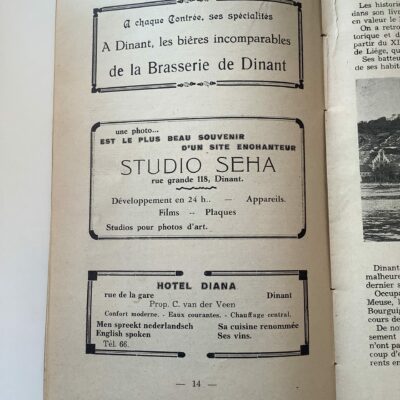 A chaque Contrée, ses spécialités
A Dinant, les bières incomparables
de la Brasserie de Dinant
une photo...
EST LE PLUS BEAU SOUVENIR
D'UN SITE ENCHANTEUR
STUDIO SEHA
rue grande 118, Dinant.
Développement en 24 h.. — Appareils.
Films -- Plaques
Studios pour photos d'art.
HOTEL DIANA
rue de la gare Dinant
Prop. C. van der Veen
Confort moderne. - Eaux courantes. - Chauffage central.
Men spreekt nederlandsch Sa cuisine renommée
English spoken Ses vins.
Tél. 66.
— 14 —
Les historie
dans son livre
en valeur le
On a retro
torique et d
partir du XI
de Liége, qu
Ses batteu
de ses habit
Dinant
malheure
dernier s
Occup
Meuse,
Bourguig
cours de
De no
sement
pacifique
coup d'
rents en